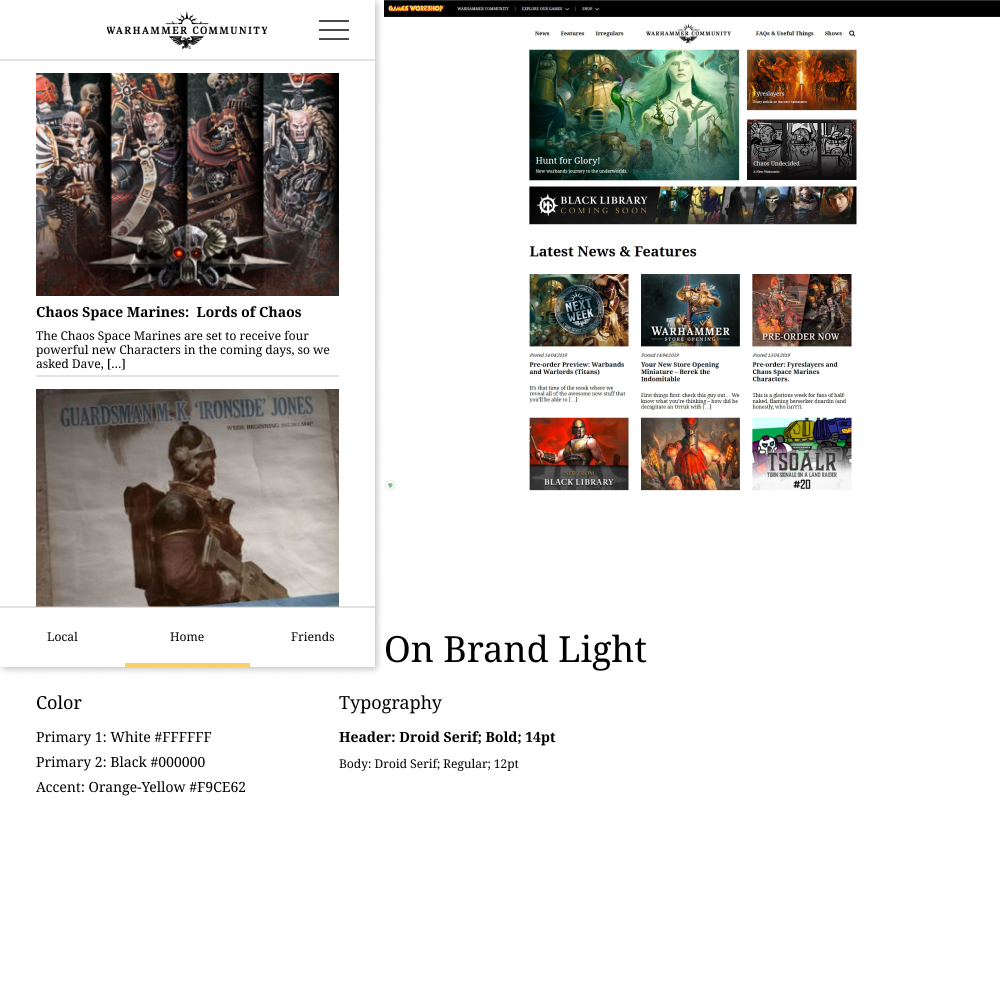 WARHAMMER COMMUNITY
Chaos Space Marines:  Lords of Chaos
The Chaos Space Marines are set to receive four
powerful new Characters in the coming days, so we
asked Dave, [...]
GUARDSMAN M. K. 'IRONSIDE' JONES
Local
Home
Friends
GAMES WORKSHOP
WARHAMMER COMMUNITY
EXPLORE OUR GAMES
SHOP
News
Features
Irregulars
WARHAMMER COMMUNITY
FAQs & Useful Things
Shows
Hunt for Glory!
New warbands journey to the underworlds.
Fyreslayers
Chaos Undecided
BLACK LIBRARY
COMING SOON
Latest News & Features
NEXT
WEEK
Posted 14/04/2019
Pre-order Preview: Warbands
and Warlords (Titans)
It's that time of the week where we
reveal all of the awesome new stuff that
you'll be able to [...]
WARHAMMER
STORE OPENING
Posted 14/04/2019
Your New Store Opening
Miniature – Berek the
Indomitable
First things first: check this guy out... We
know what you're thinking – how did he
decapitate an Orruk with [...]
PRE-ORDER NOW
Posted 13/04/2019
Pre-order: Fyreslayers and
Chaos Space Marines
Characters.
This is a glorious week for fans of half-
naked, flaming berserker duardin (and
honestly, who isn't?).
BLACK LIBRARY
TSOALR
TURN SIGNALS ON A LAND RAIDER
#20
On Brand Light
Color
Primary 1: White #FFFFFF
Primary 2: Black #000000
Accent: Orange-Yellow #F9CE62
Typography
Header: Droid Serif; Bold; 14pt
Body: Droid Serif; Regular; 12pt